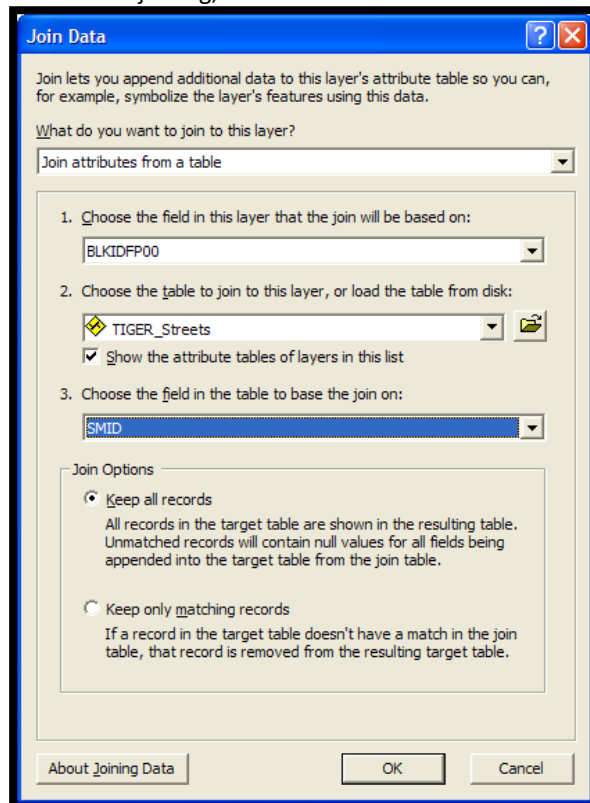 Join Data
Join lets you append additional data to this layer's attribute table so you can,
for example, symbolize the layer's features using this data.
What do you want to join to this layer?
Join attributes from a table
1. Choose the field in this layer that the join will be based on:
BLKIDFP00
2. Choose the table to join to this layer, or load the table from disk:
TIGER_Streets
Show the attribute tables of layers in this list
3. Choose the field in the table to base the join on:
SMID
Join Options
Keep all records
All records in the target table are shown in the resulting table.
Unmatched records will contain null values for all fields being
appended into the target table from the join table.
Keep only matching records
If a record in the target table doesn't have a match in the join
table, that record is removed from the resulting target table.
About Joining Data OK Cancel